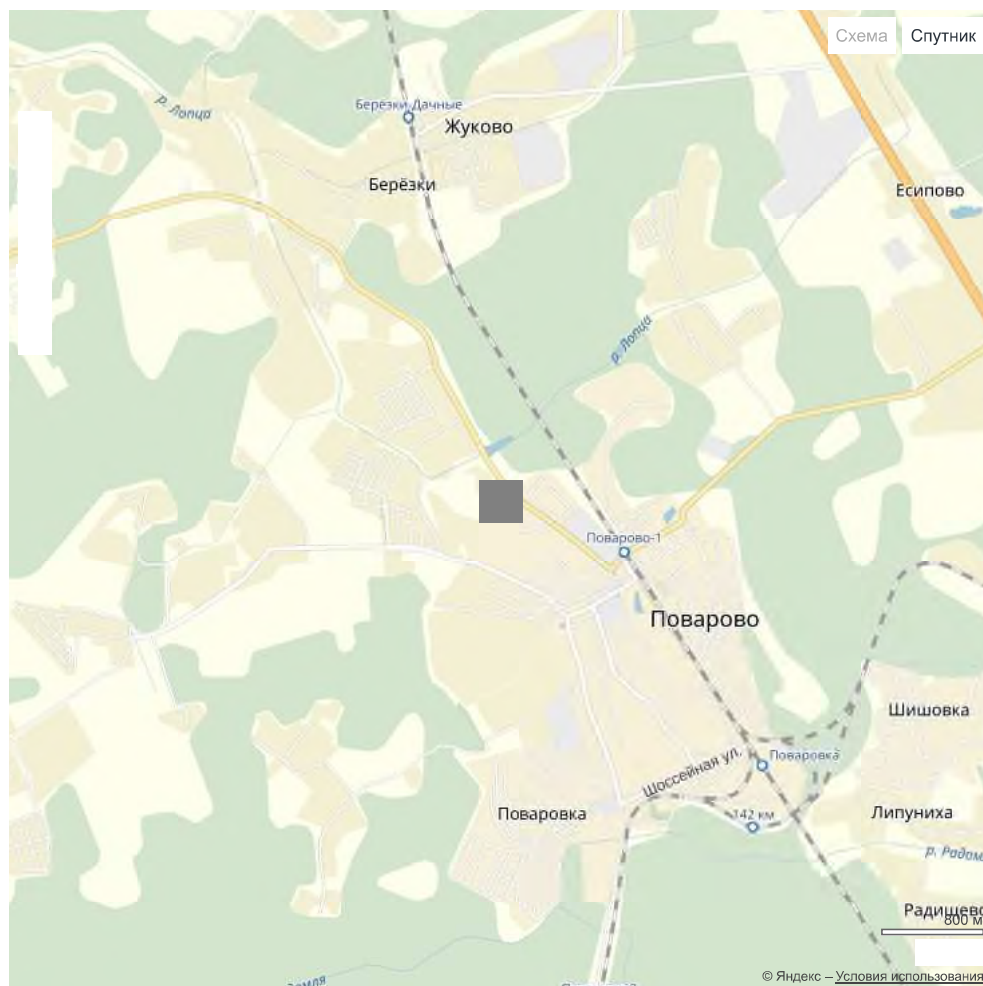 Схема
Спутник
р. Лопца
Берёзки-Дачные
Жуково
Берёзки
Есипово
р. Лопца
Поварово-1
Поварово
Шишовка
Поваровка
Шоссейная ул.
Поваровка
142 км
Липуниха
р. Радом
Радищево
800 м
© Яндекс – Условия использования